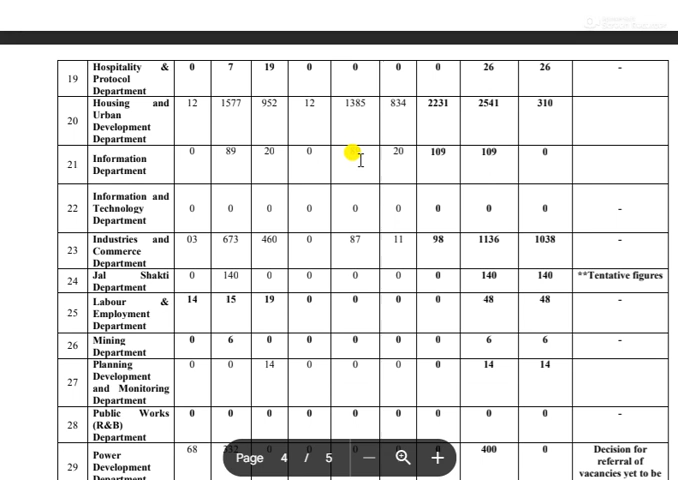 19 Hospitality & Protocol Department 0 7 19 0 0 0 0 26 26 -
20 Housing and Urban Development Department 12 1577 952 12 1385 834 2231 2541 310
21 Information Department 0 89 20 0 20 109 109 0
22 Information and Technology Department 0 0 0 0 0 0 0 0 0 -
23 Industries and Commerce Department 03 673 460 0 87 11 98 1136 1038 -
24 Jal Shakti Department 0 140 0 0 0 0 0 140 140 **Tentative figures
25 Labour & Employment Department 14 15 19 0 0 0 0 48 48 -
26 Mining Department 0 6 0 0 0 0 0 6 6 -
27 Planning Development and Monitoring Department 0 0 14 0 0 0 0 14 14
28 Public Works (R&B) Department 0 0 0 0 0 0 0 0 0 -
29 Power Development Department 68 400 0 Decision for referral of vacancies yet to be
Page 4 / 5